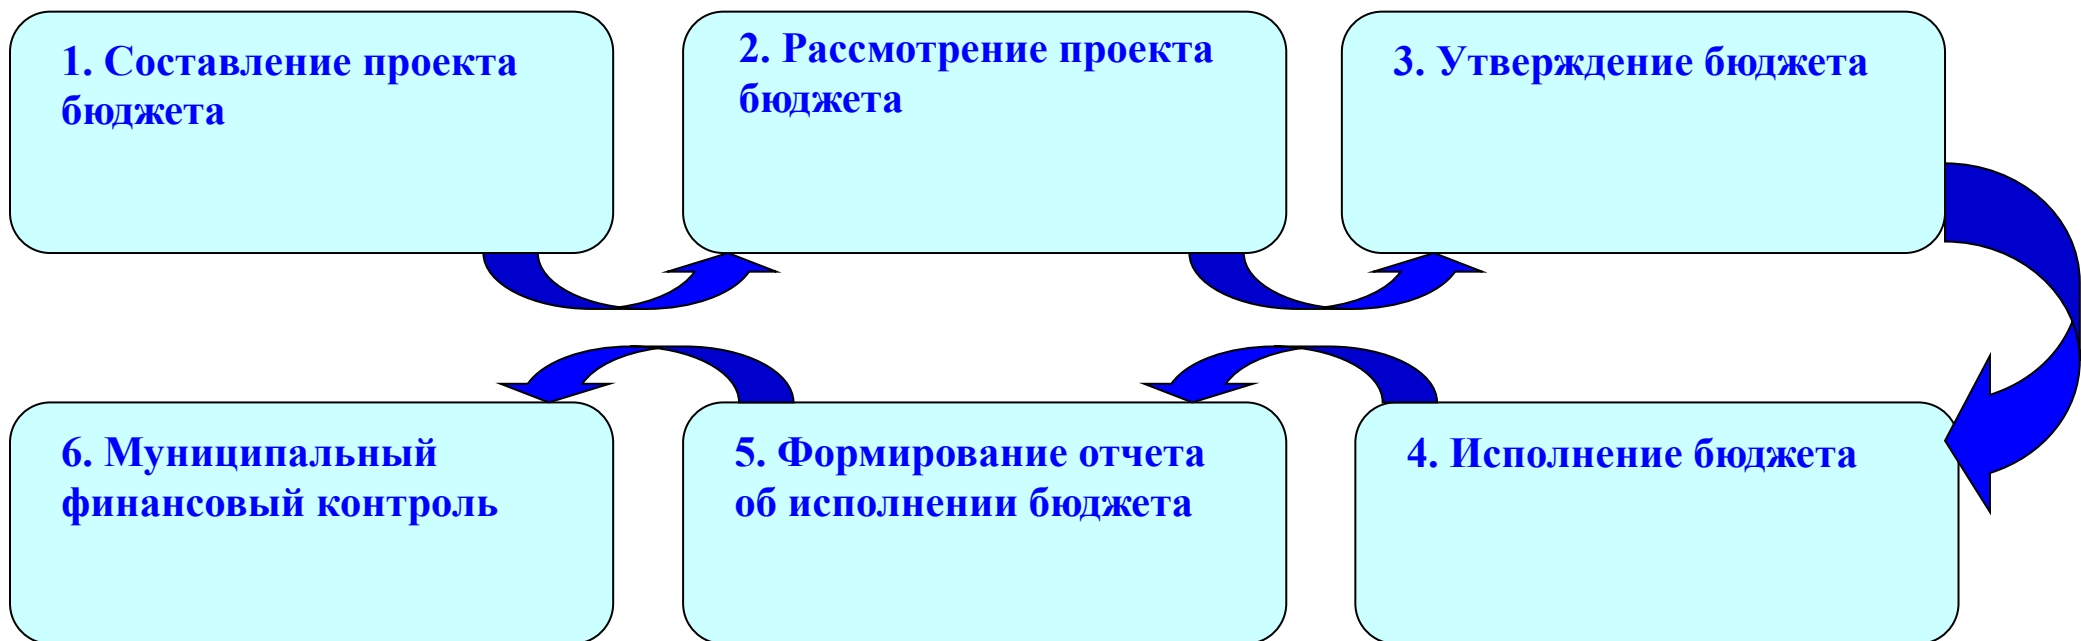 1. Составление проекта
бюджета
2. Рассмотрение проекта
бюджета
3. Утверждение бюджета
6. Муниципальный
финансовый контроль
5. Формирование отчета
об исполнении бюджета
4. Исполнение бюджета